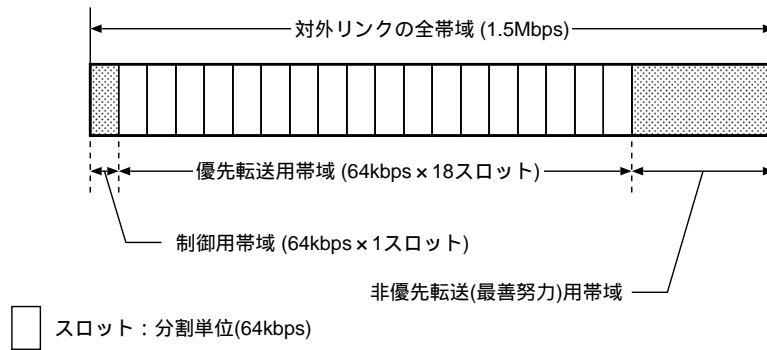 対外リンクの全帯域 (1.5Mbps)
優先転送用帯域 (64kbps×18スロット)
制御用帯域 (64kbps×1スロット)
非優先転送(最善努力)用帯域
スロット：分割単位(64kbps)